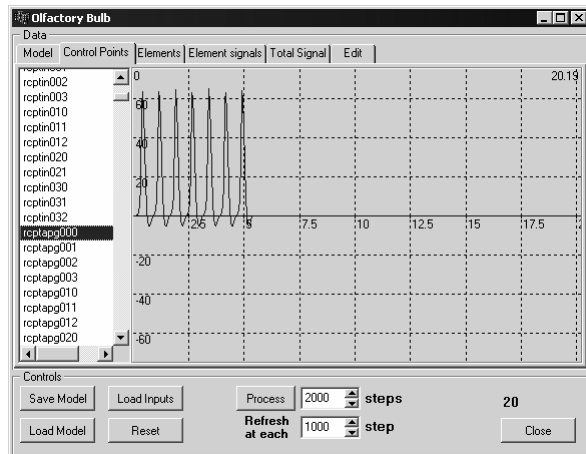 Olfactory Bulb
Data
Model Control Points Elements Element signals Total Signal Edit
rcptin002
rcptin003
rcptin010
rcptin011
rcptin012
rcptin020
rcptin021
rcptin030
rcptin031
rcptin032
rcptapg000
rcptapg001
rcptapg002
rcptapg003
rcptapg010
rcptapg011
rcptapg012
rcptapg020
0 20.19
60
40
20
2.5 5 7.5 10 12.5 15 17.5 2
-20
-40
-60
Controls
Save Model Load Inputs Process 2000 steps 20
Load Model Reset Refresh at each 1000 step Close